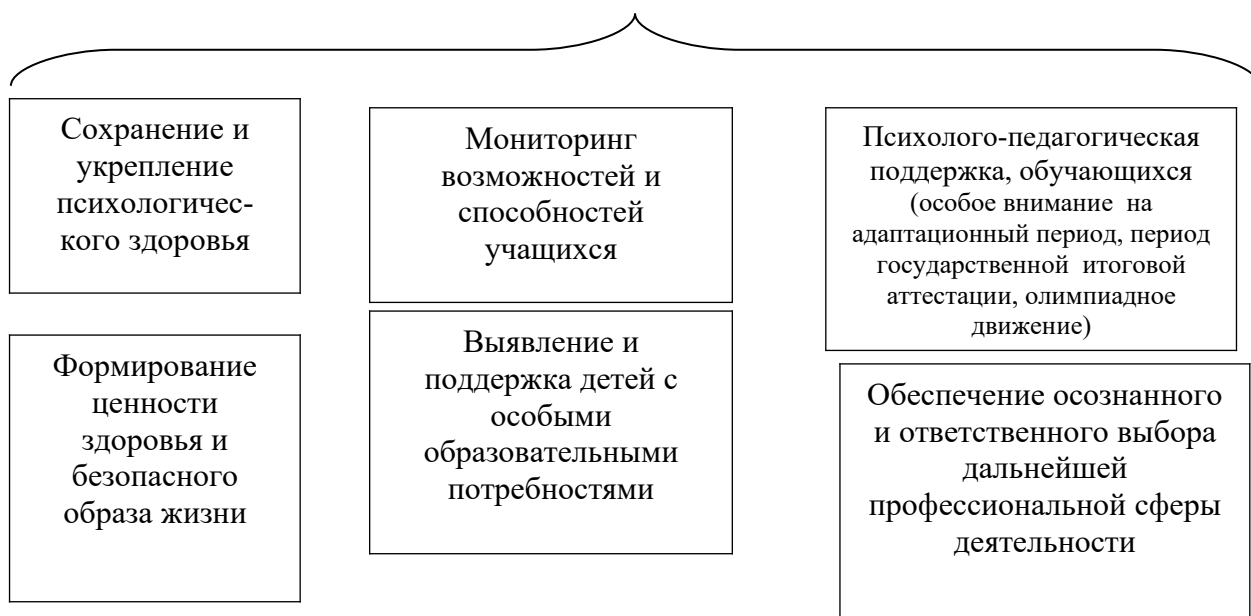 Сохранение и
укрепление
психологичес-
кого здоровья
Мониторинг
возможностей и
способностей
учащихся
Психолого-педагогическая
поддержка, обучающихся
(особое внимание на
адаптационный период, период
государственной итоговой
аттестации, олимпиадное
движение)
Формирование
ценности
здоровья и
безопасного
образа жизни
Выявление и
поддержка детей с
особыми
образовательными
потребностями
Обеспечение осознанного
и ответственного выбора
дальнейшей
профессиональной сферы
деятельности